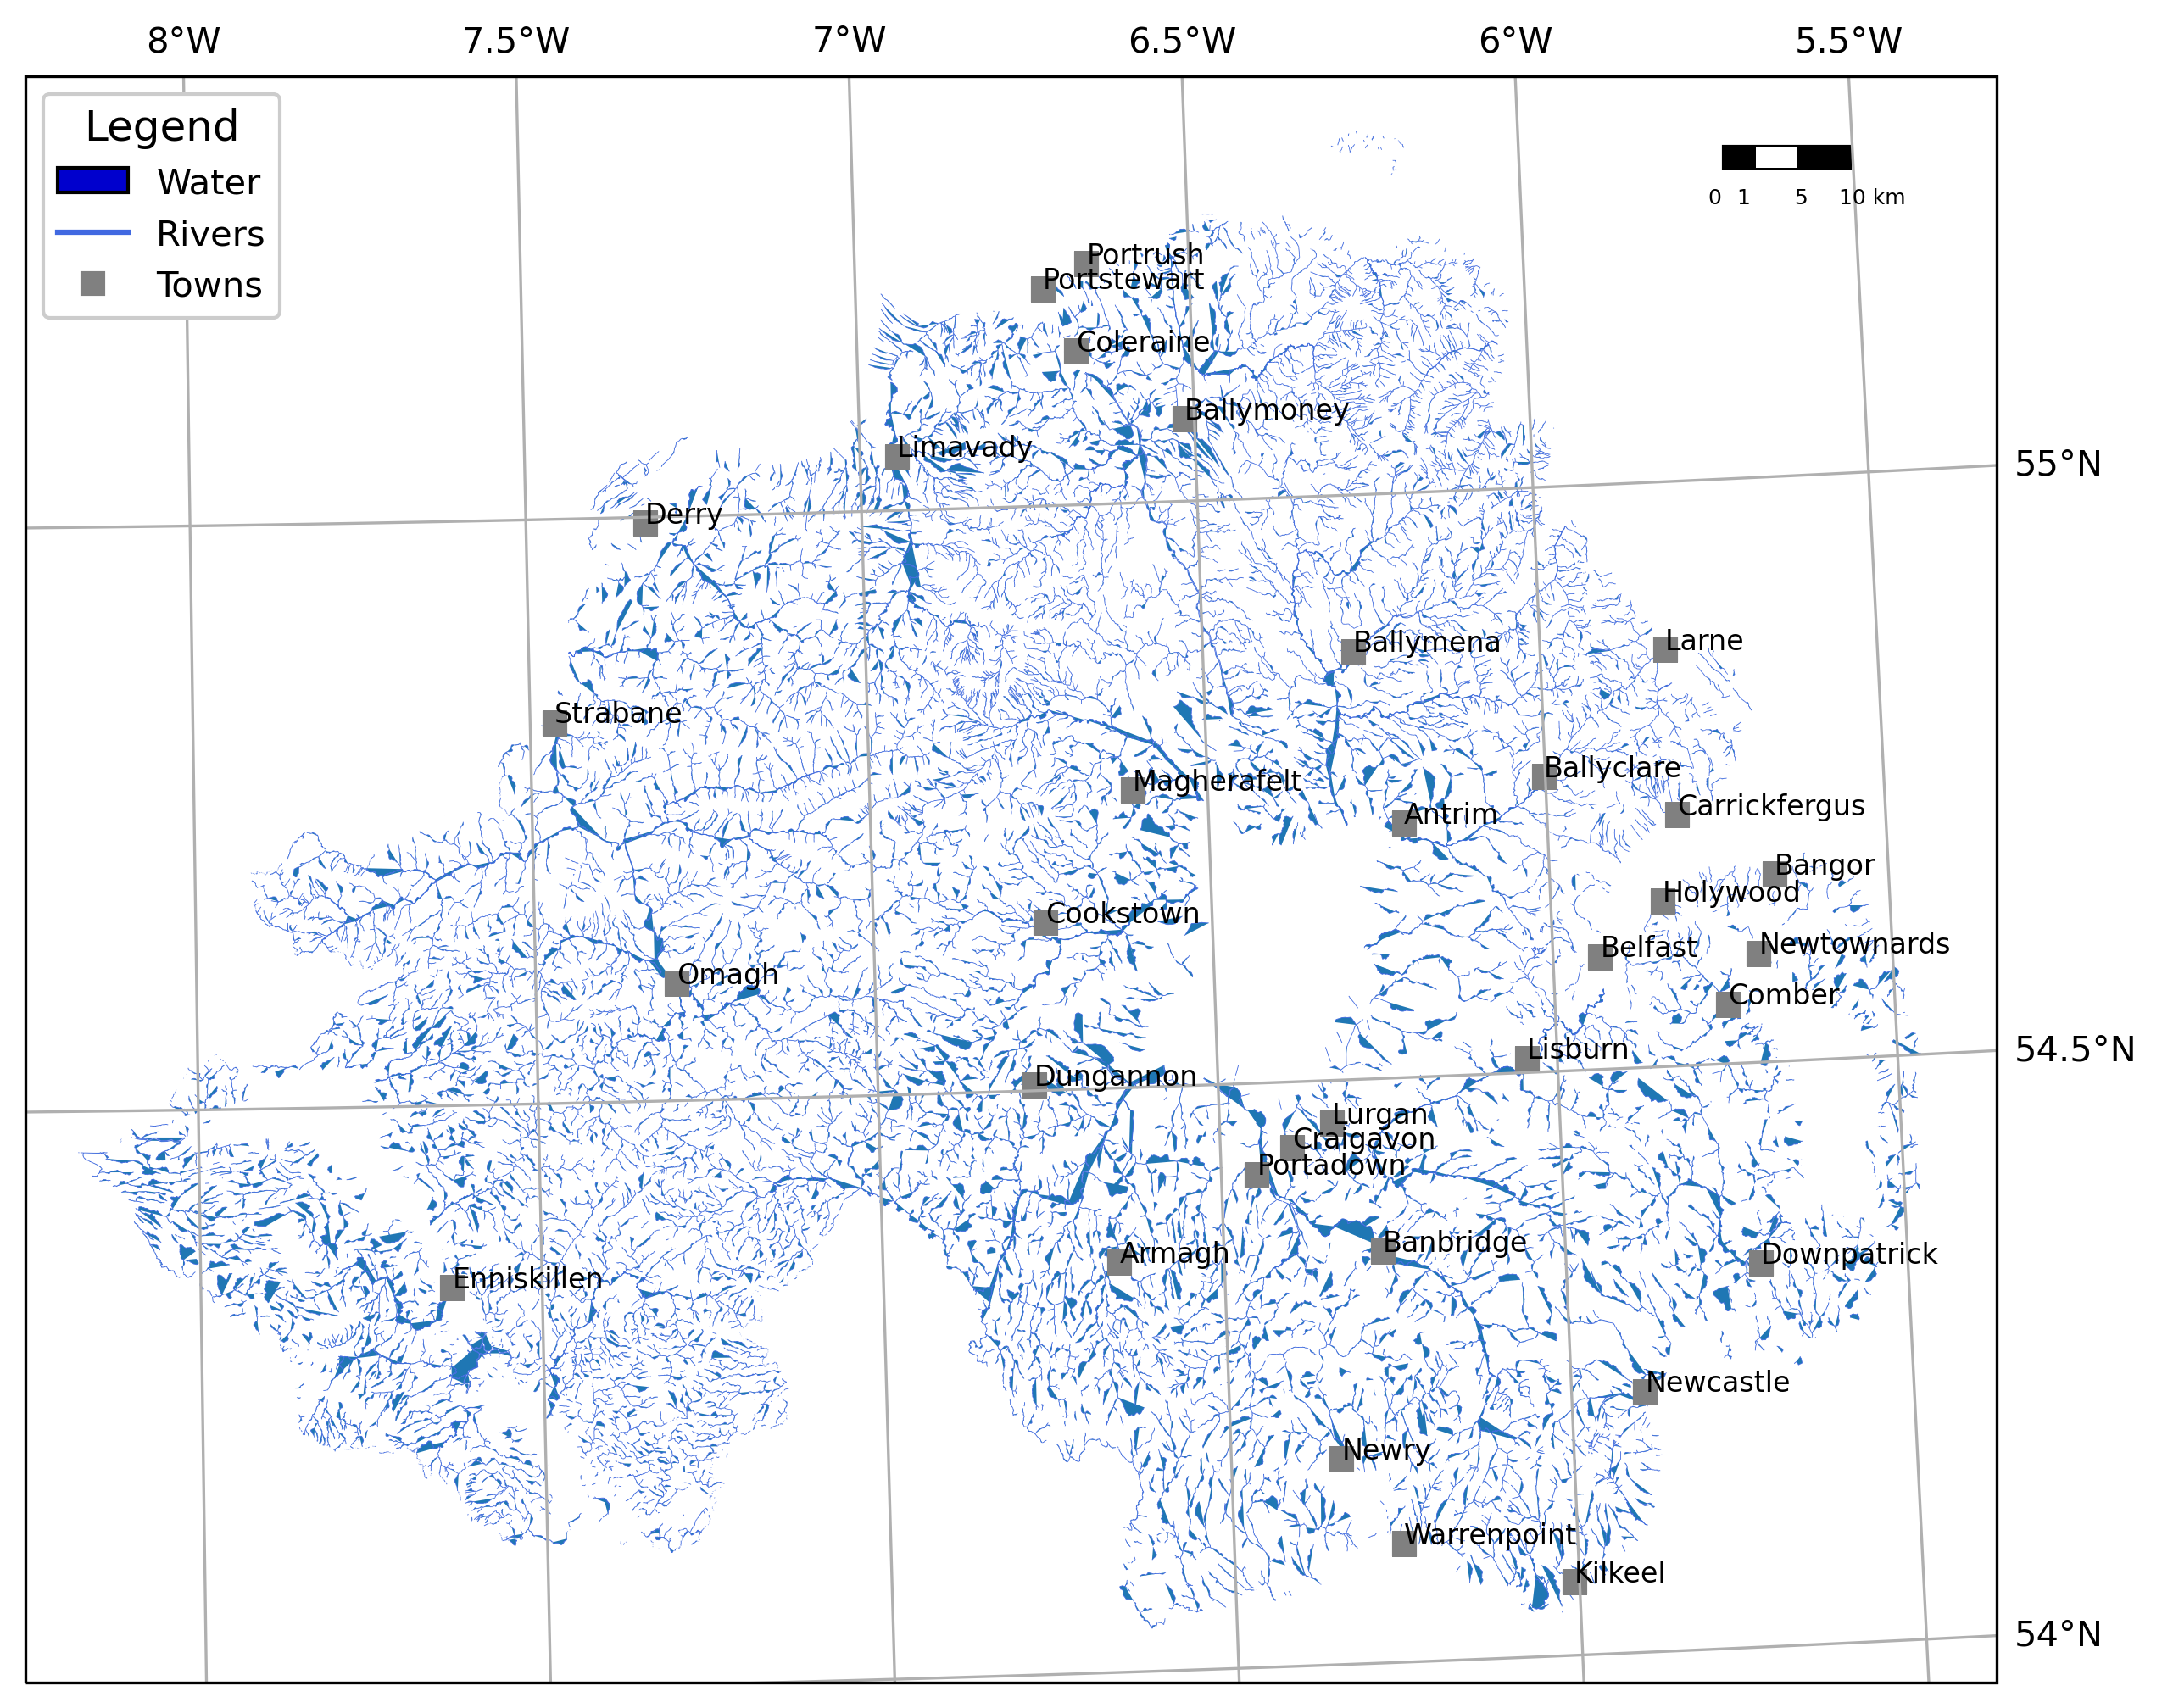 8°W 7.5°W 7°W 6.5°W 6°W 5.5°W
Legend
Water
Rivers
Towns
0 1 5 10 km
Portrush
Portstewart
Coleraine
Ballymoney
Limavady
55°N
Derry
Larne
Ballymena
Strabane
Ballyclare
Magherafelt
Carrickfergus
Antrim
Bangor
Holywood
Cookstown
Newtownards
Belfast
Omagh
Comber
Lisburn
54.5°N
Dungannon
Lurgan
Craigavon
Portadown
Banbridge
Armagh
Downpatrick
Enniskillen
Newcastle
Newry
Warrenpoint
Kilkeel
54°N